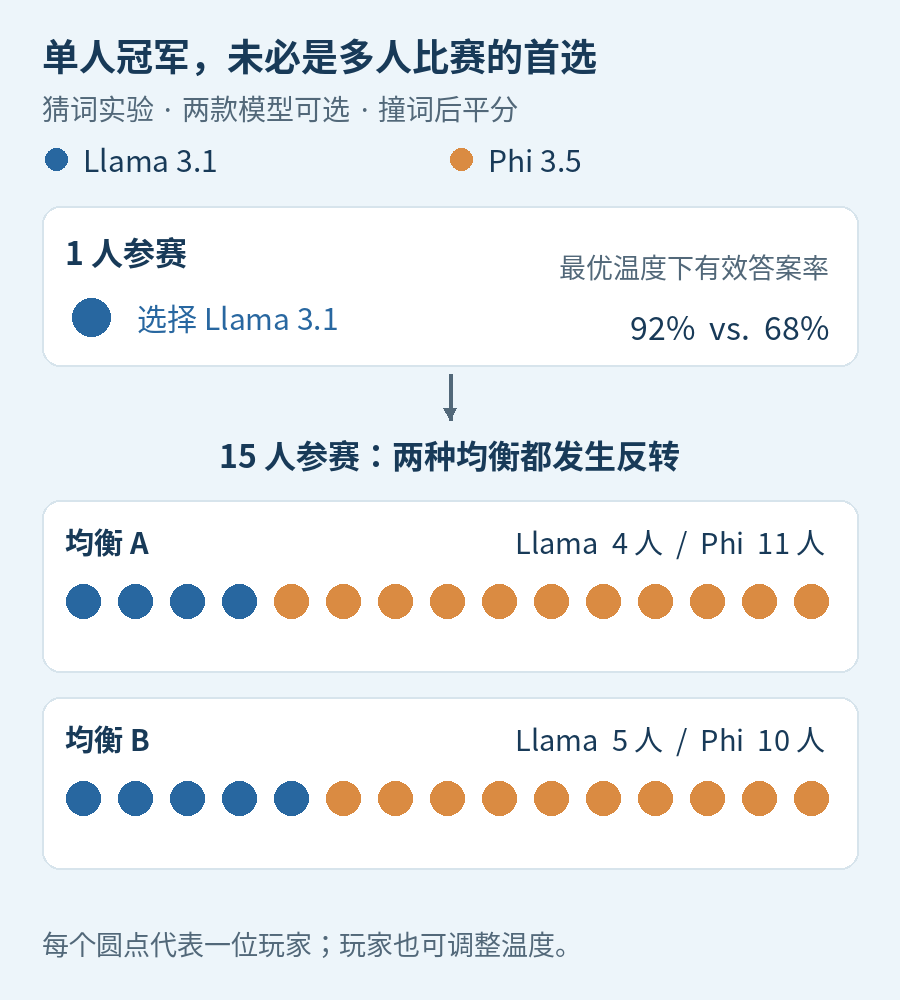 单人冠军，未必是多人比赛的首选
猜词实验 · 两款模型可选 · 撞词后平分
Llama 3.1
Phi 3.5
1 人参赛
最优温度下有效答案率
选择 Llama 3.1
92% vs. 68%
15 人参赛：两种均衡都发生反转
均衡 A
Llama 4 人 / Phi 11 人
均衡 B
Llama 5 人 / Phi 10 人
每个圆点代表一位玩家；玩家也可调整温度。